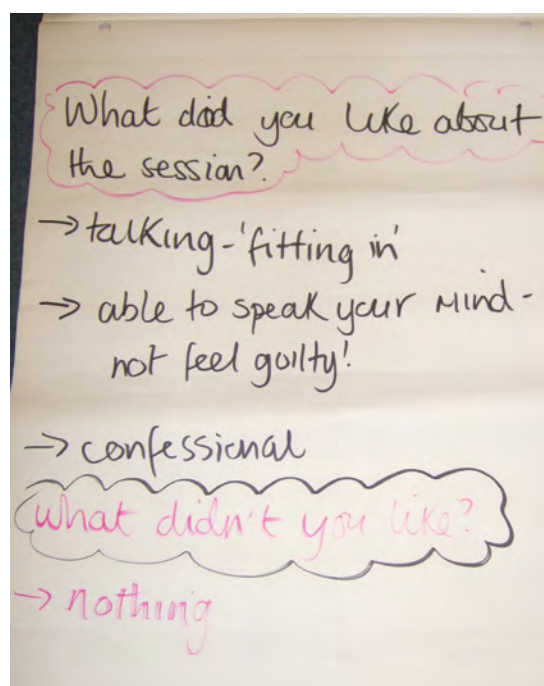 What did you like about
the session?
→ talking - 'fitting in'
→ able to speak your mind -
not feel guilty!
→ confessional
What didn't you like?
→ nothing